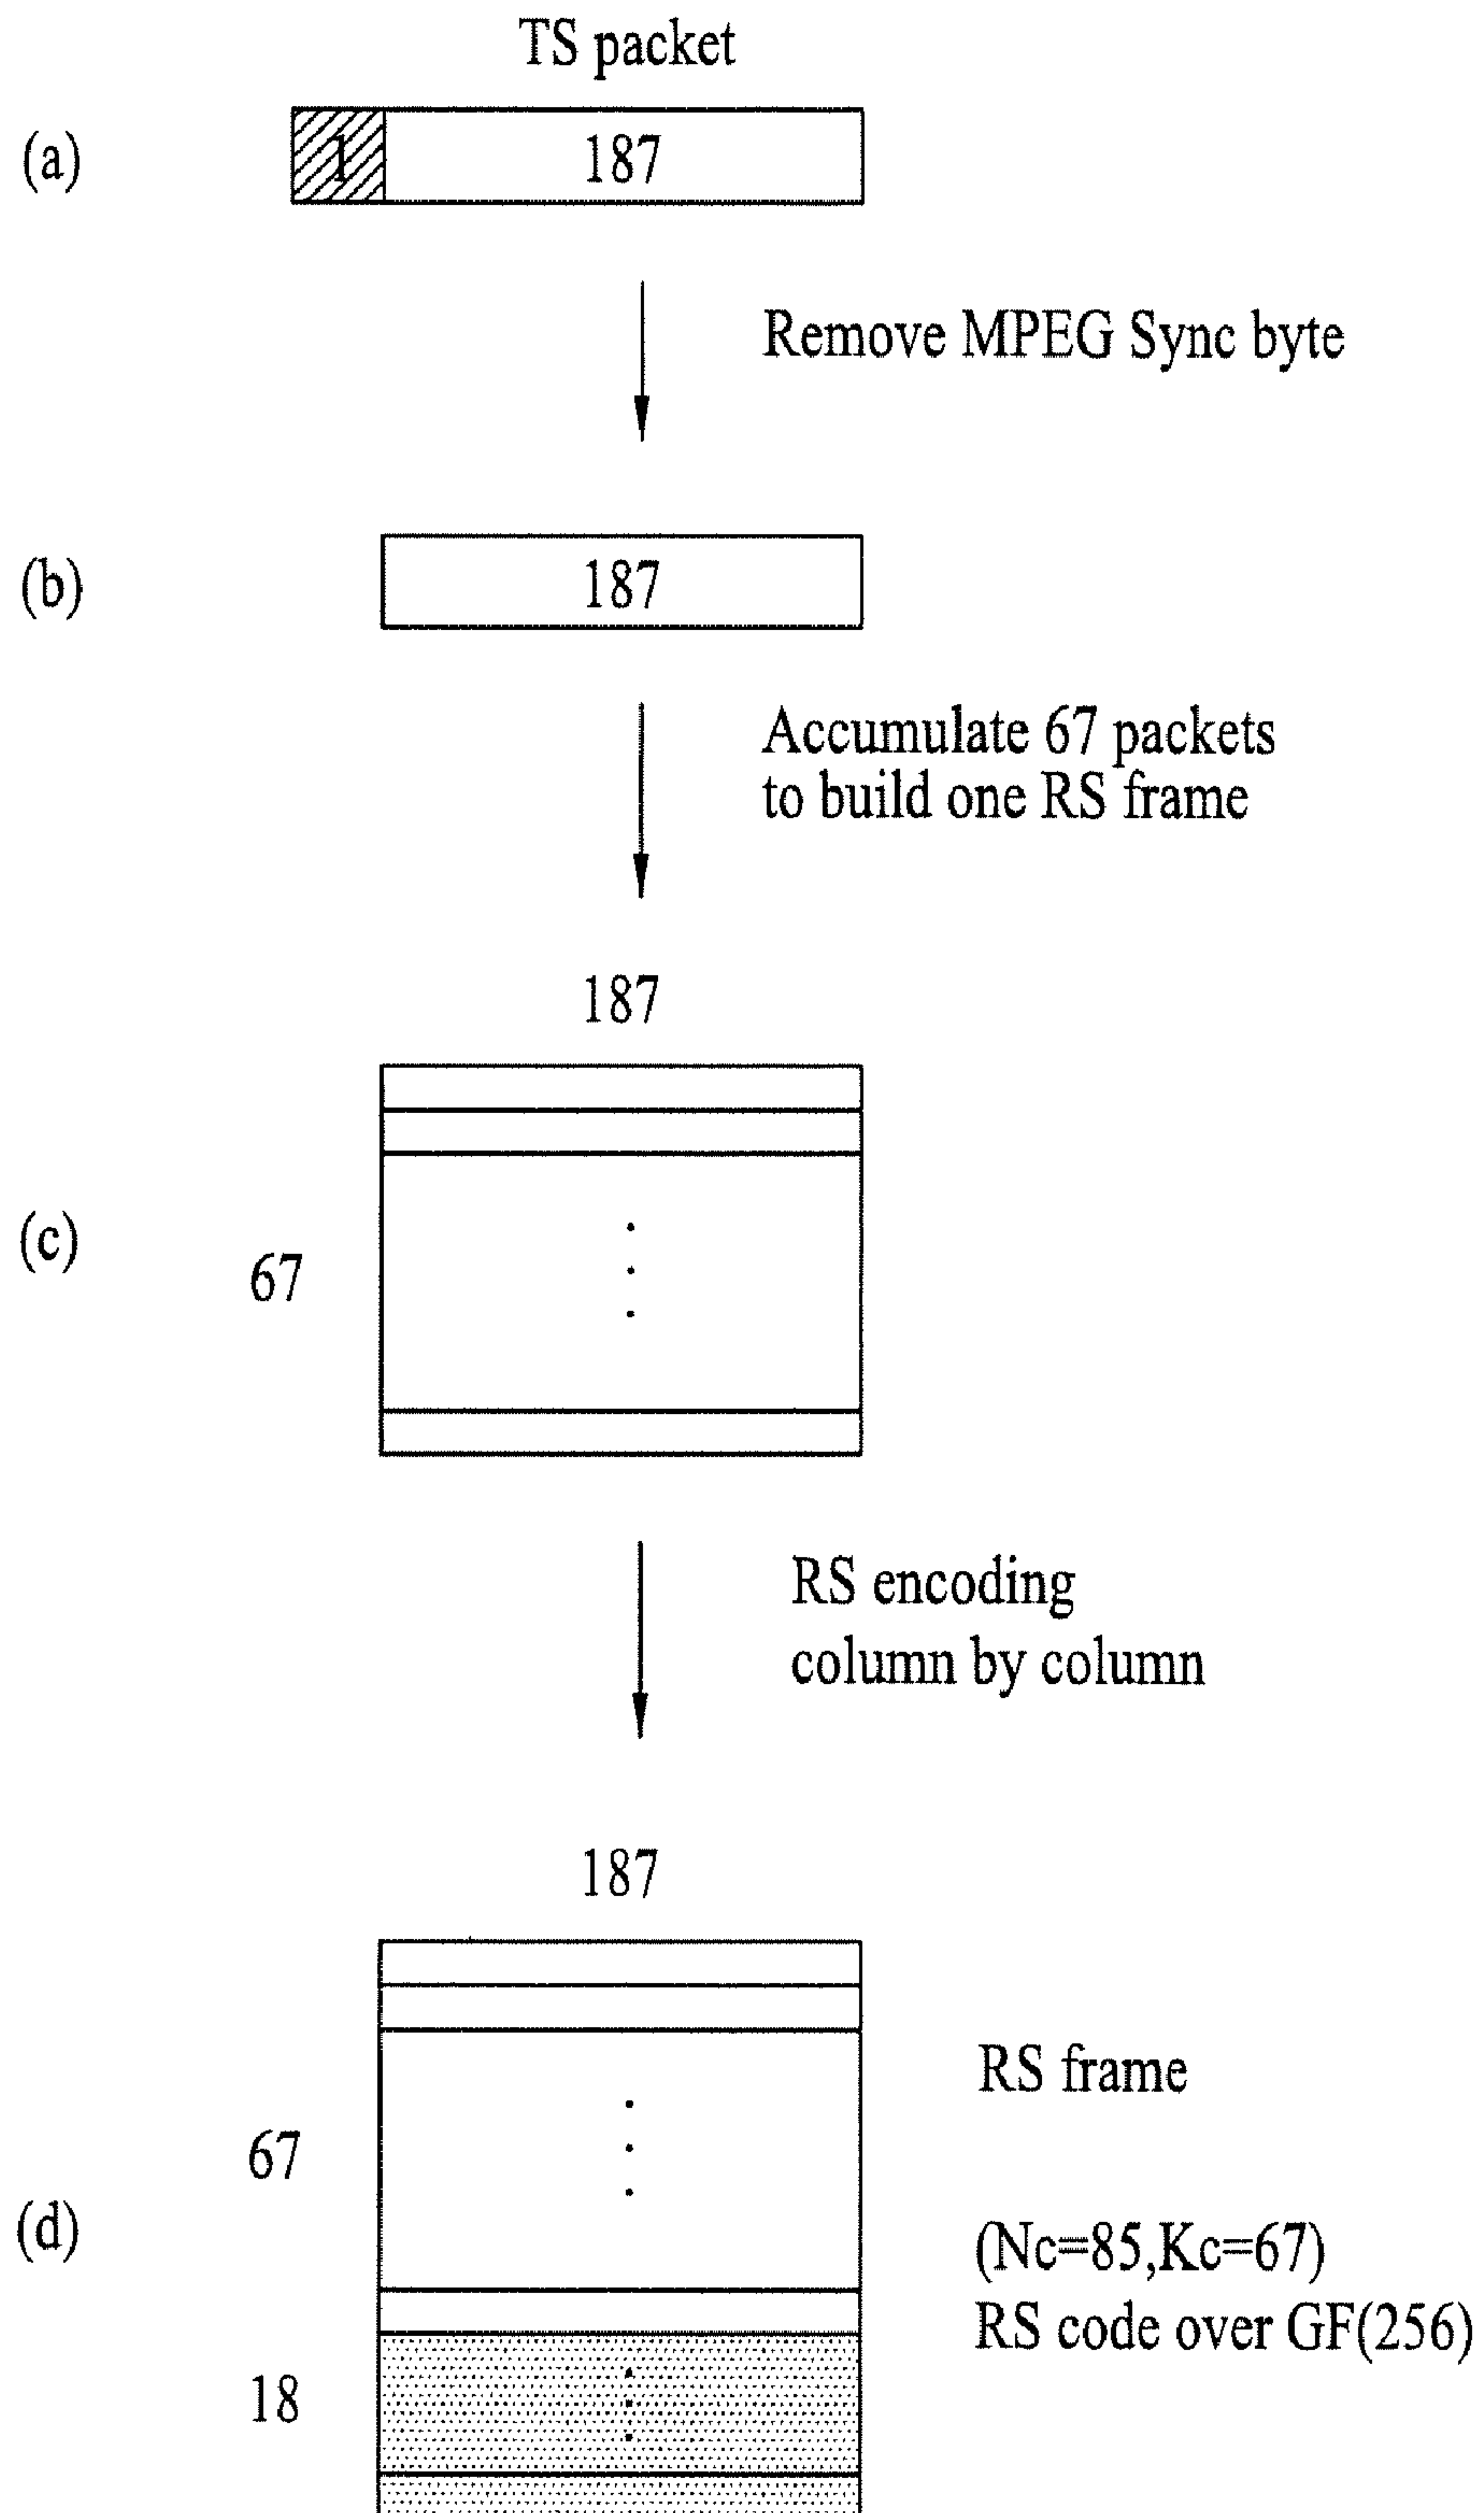 TS packet
(a)
1
187
Remove MPEG Sync byte
(b)
187
Accumulate 67 packets
to build one RS frame
187
(c)
67
RS encoding
column by column
187
RS frame
67
(d)
(Nc=85,Kc=67)
RS code over GF(256)
18